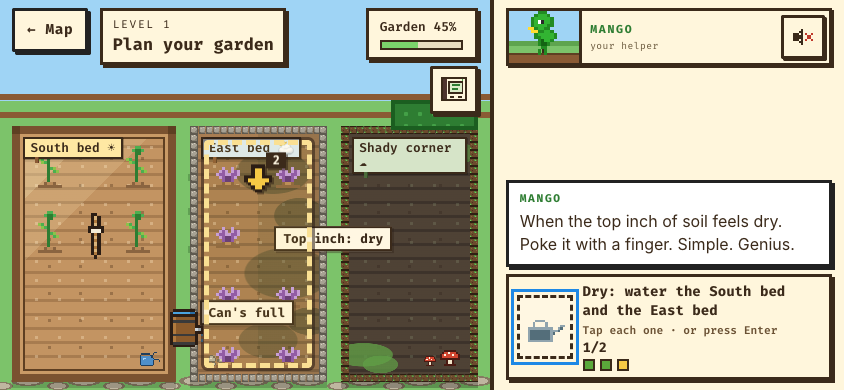 ← Map
LEVEL 1
Plan your garden
Garden 45%
South bed ☀
East bed
2
Shady corner
☁
Top inch: dry
Can's full
MANGO
your helper
MANGO
When the top inch of soil feels dry.
Poke it with a finger. Simple. Genius.
Dry: water the South bed
and the East bed
Tap each one · or press Enter
1/2